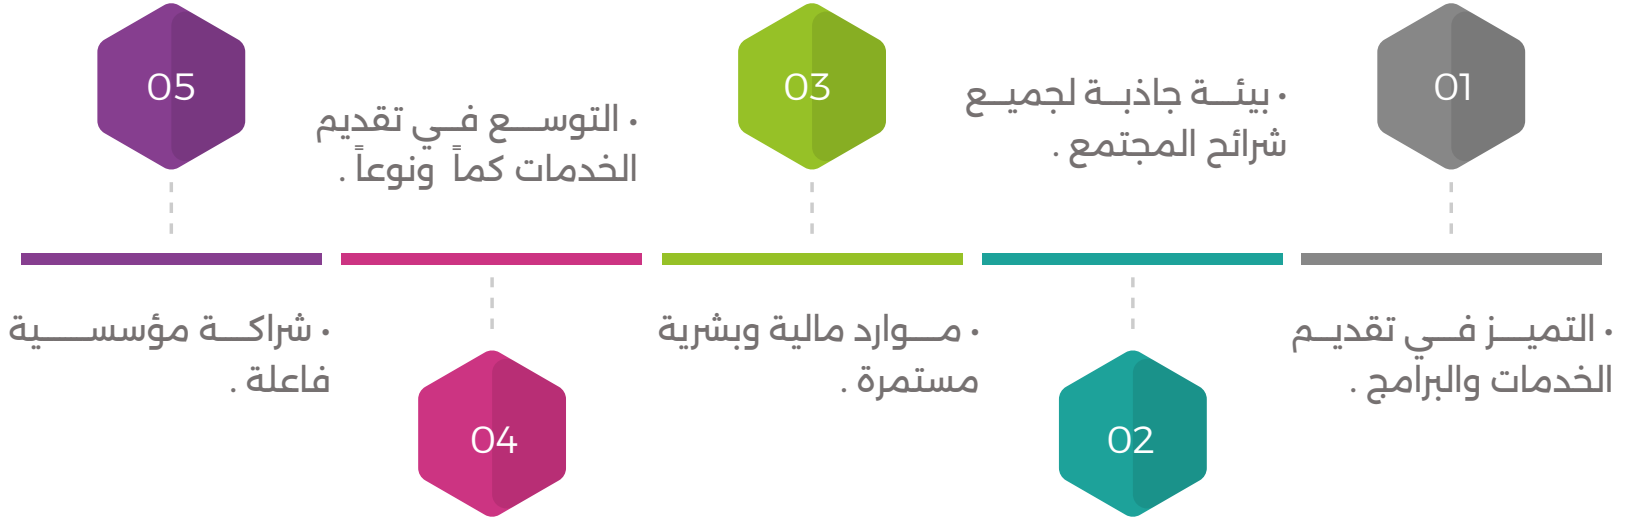 01
• التميز في تقديم
الخدمات والبرامج .
• بيئة جاذبة لجميع
شرائح المجتمع .
02
03
• موارد مالية وبشرية
مستمرة .
• التوسع في تقديم
الخدمات كماً ونوعاً .
04
05
• شراكة مؤسسية
فاعلة .